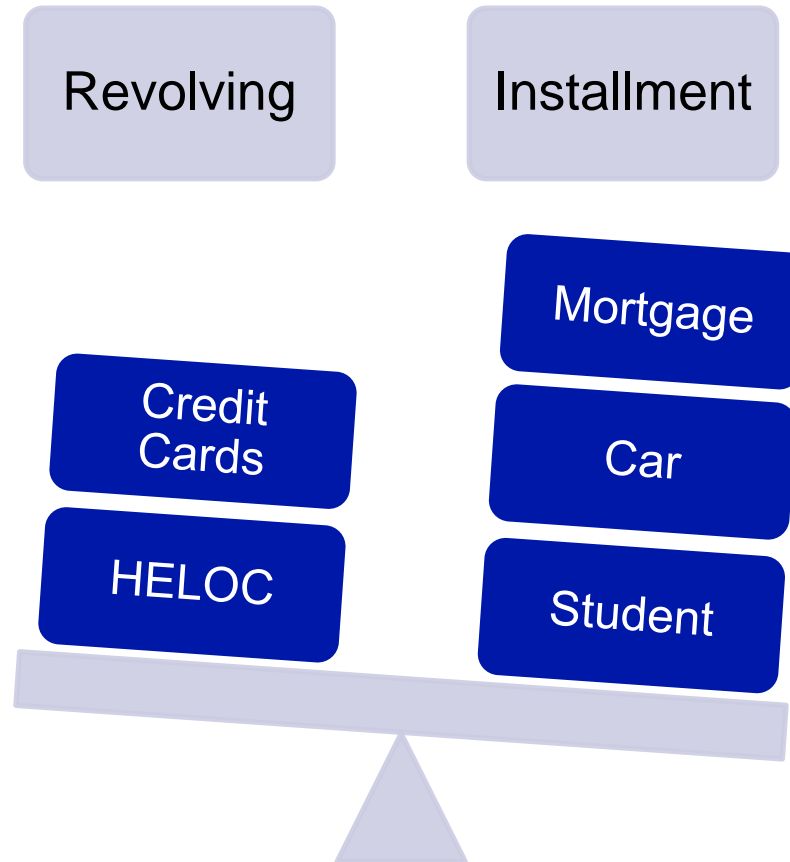 Revolving
Installment
Credit
Cards
HELOC
Mortgage
Car
Student